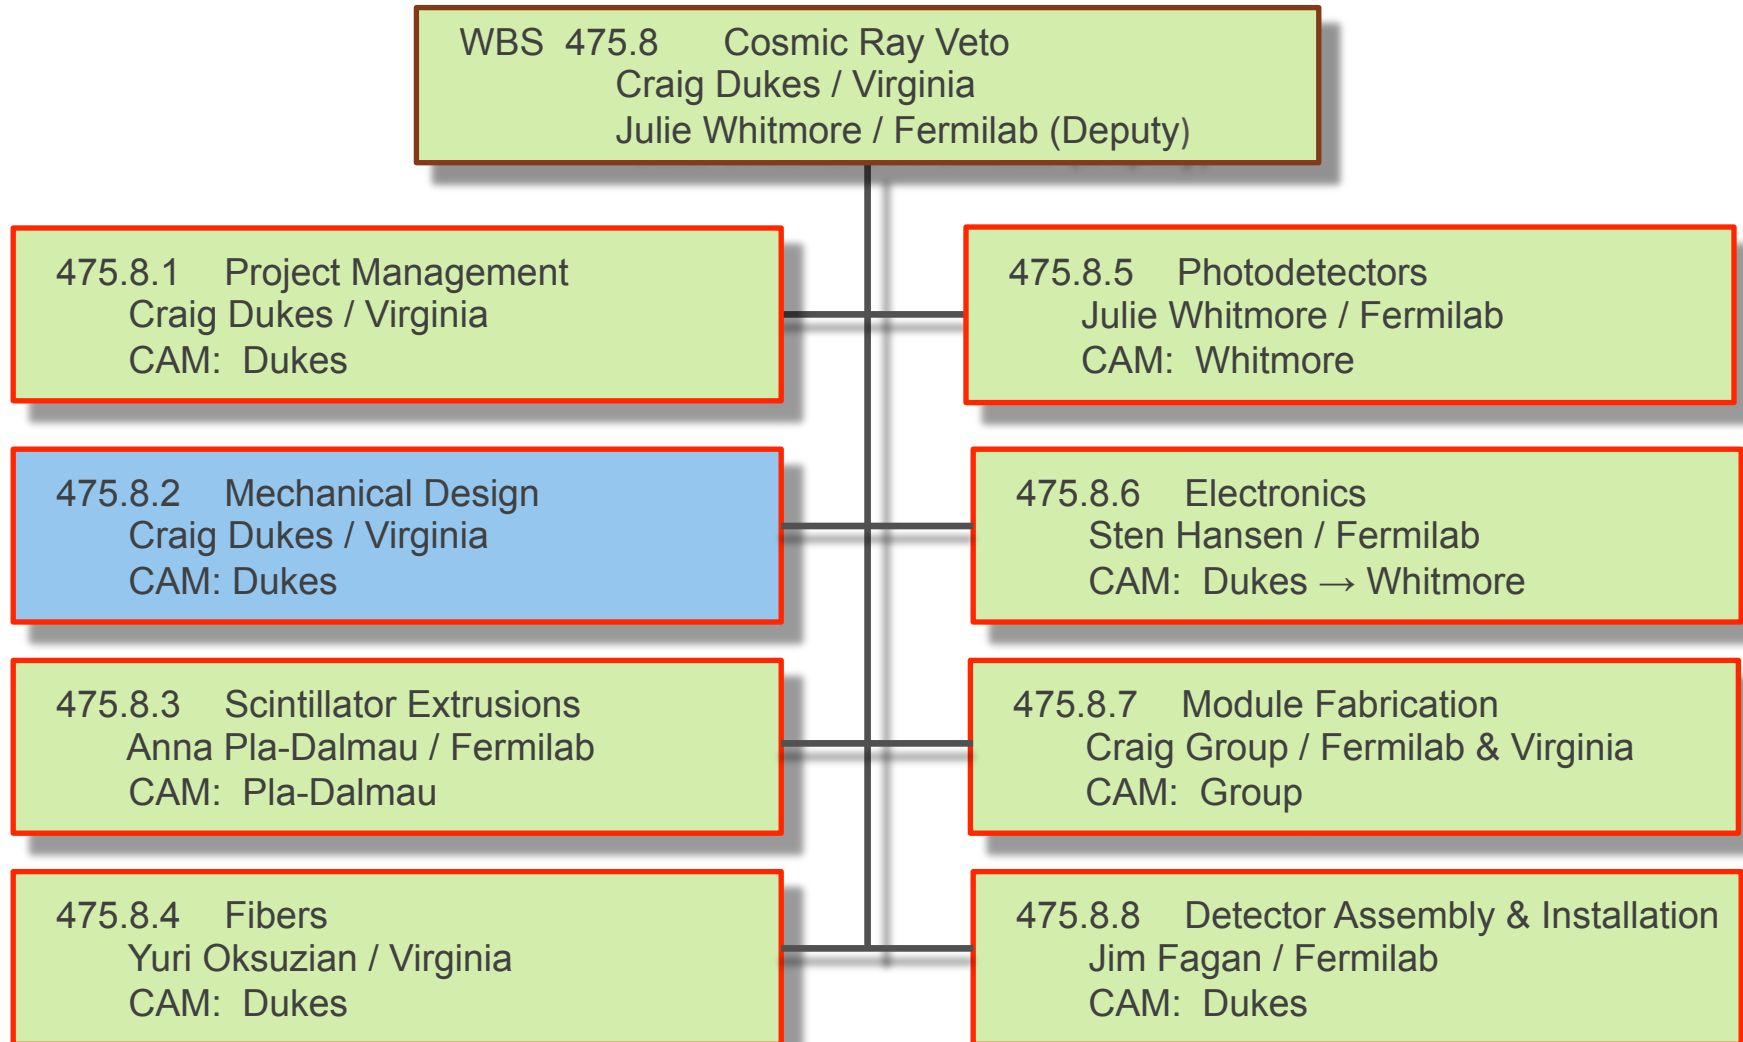 WBS 475.8 Cosmic Ray Veto
Craig Dukes / Virginia
Julie Whitmore / Fermilab (Deputy)
475.8.1 Project Management
Craig Dukes / Virginia
CAM: Dukes
475.8.2 Mechanical Design
Craig Dukes / Virginia
CAM: Dukes
475.8.3 Scintillator Extrusions
Anna Pla-Dalmau / Fermilab
CAM: Pla-Dalmau
475.8.4 Fibers
Yuri Oksuzian / Virginia
CAM: Dukes
475.8.5 Photodetectors
Julie Whitmore / Fermilab
CAM: Whitmore
475.8.6 Electronics
Sten Hansen / Fermilab
CAM: Dukes → Whitmore
475.8.7 Module Fabrication
Craig Group / Fermilab & Virginia
CAM: Group
475.8.8 Detector Assembly & Installation
Jim Fagan / Fermilab
CAM: Dukes